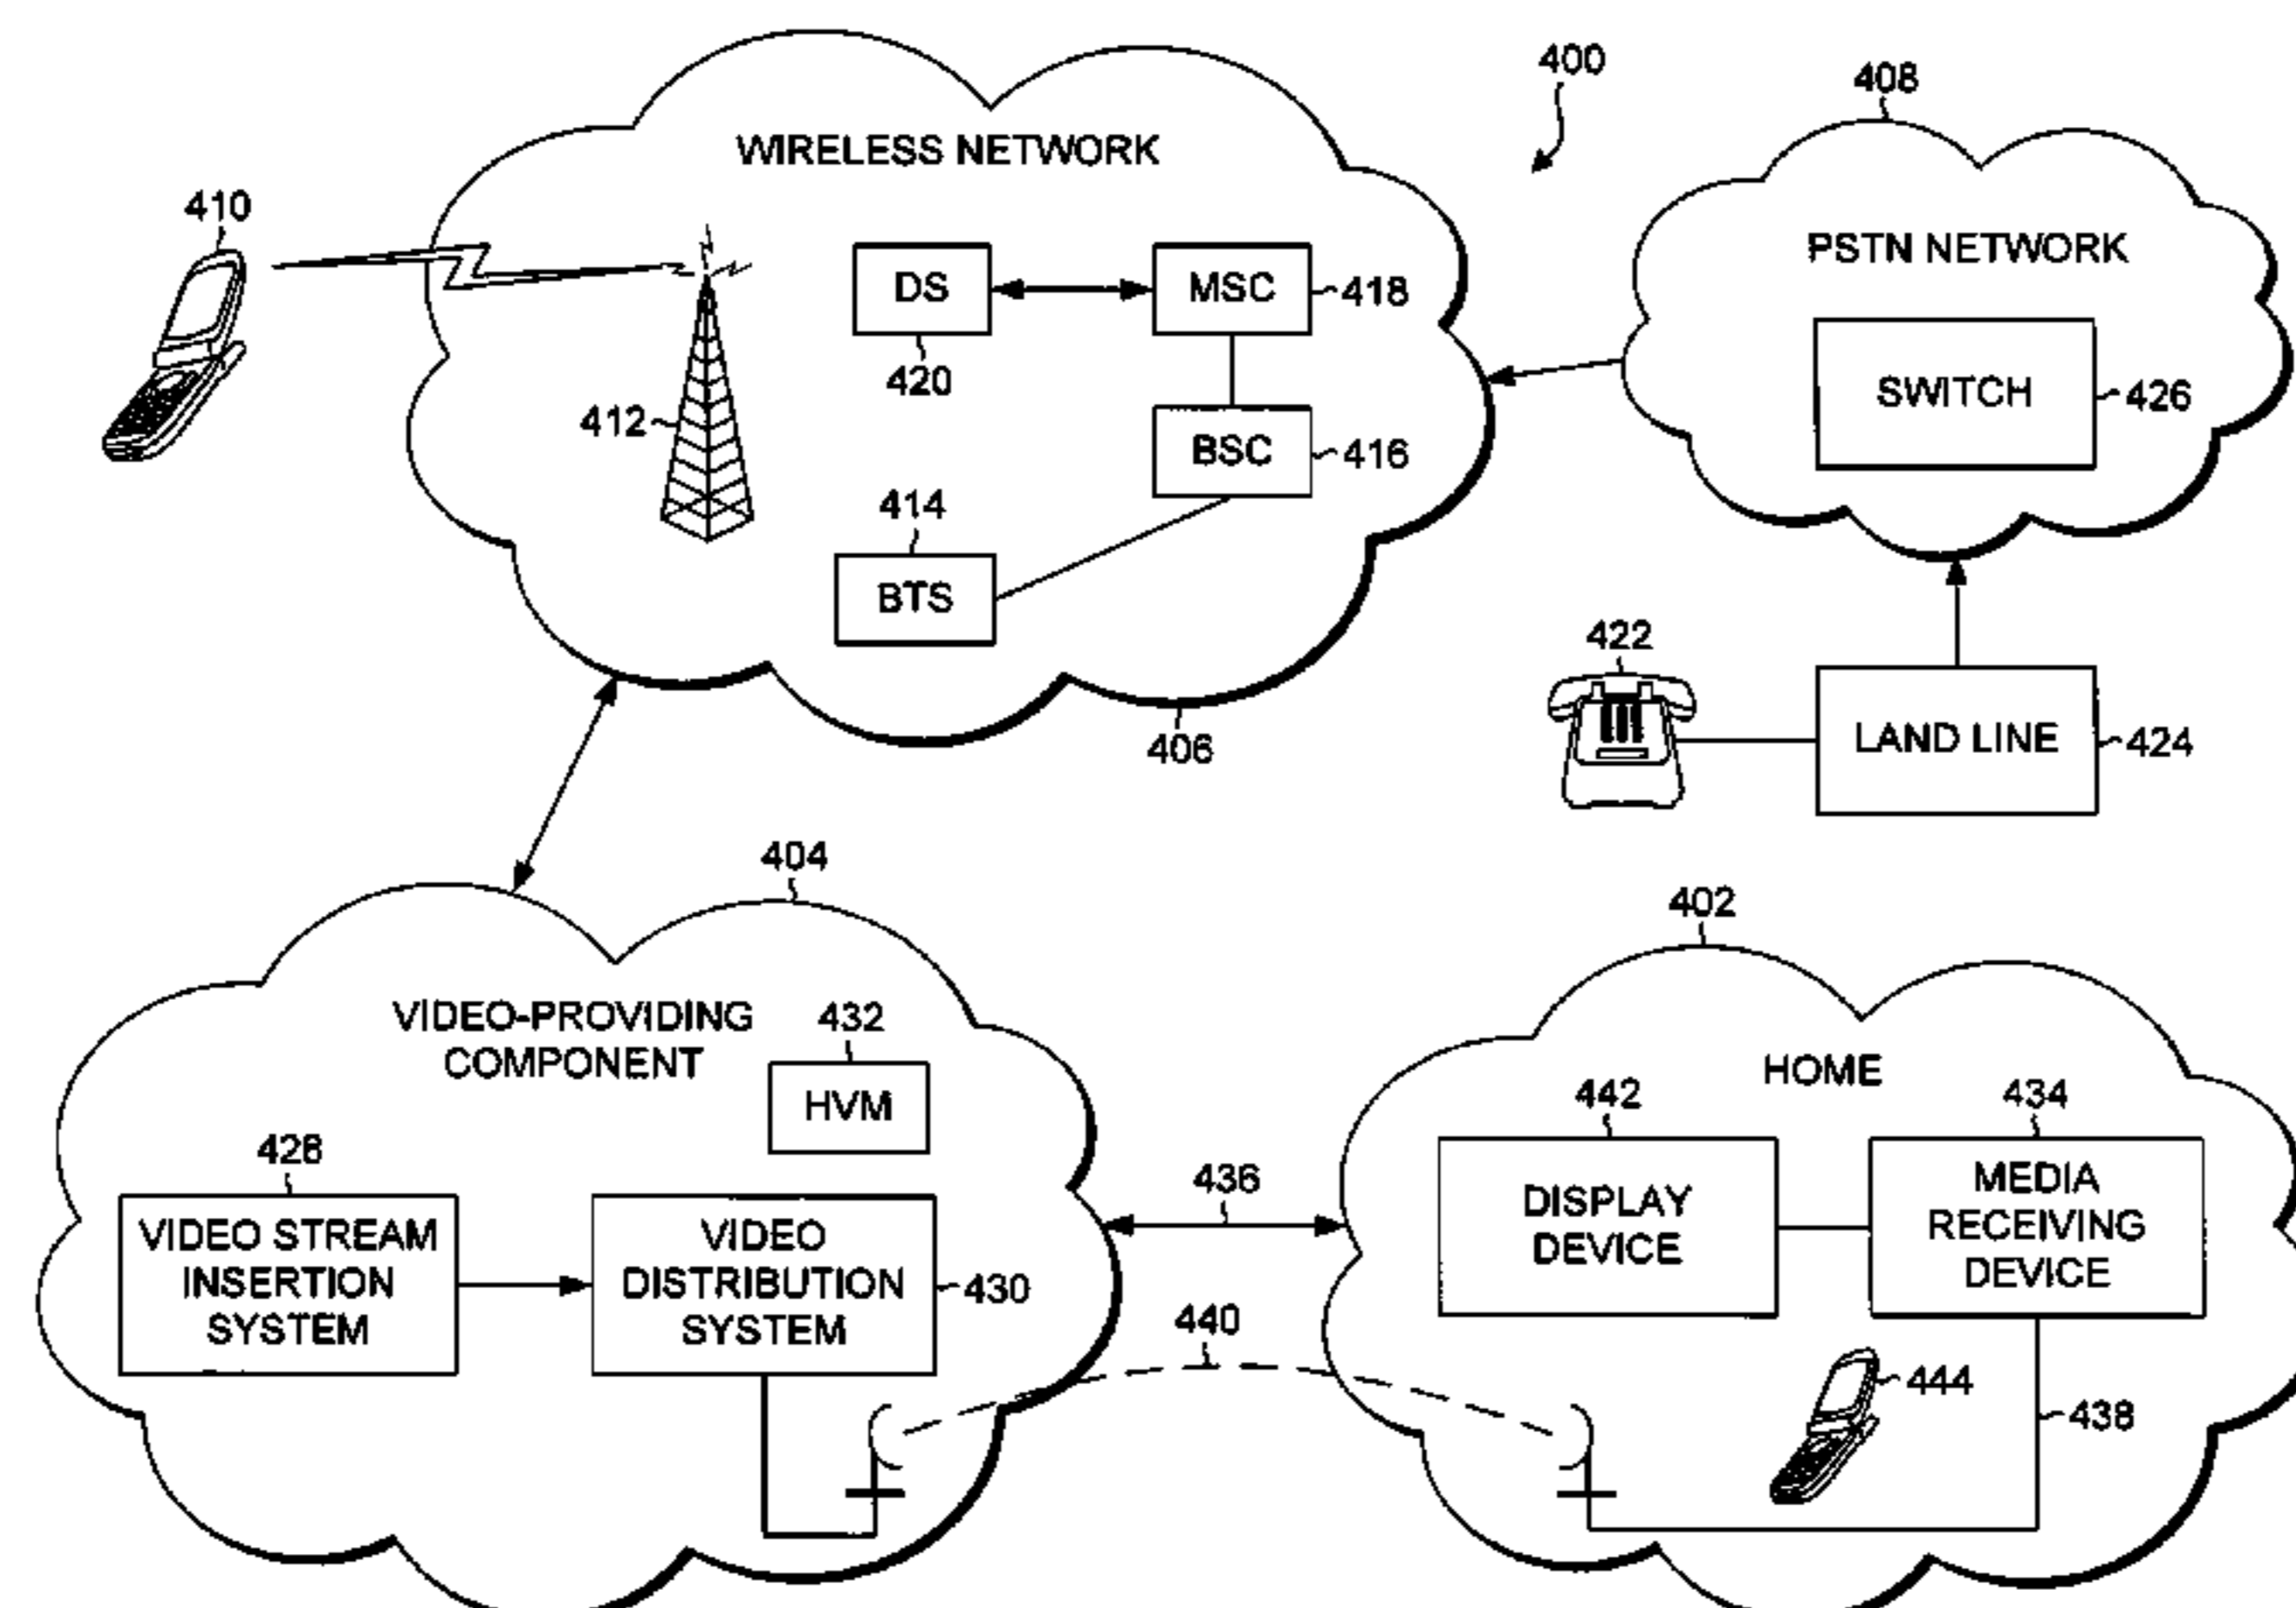 400
408
WIRELESS NETWORK
410
PSTN NETWORK
DS
MSC
418
420
SWITCH
426
412
BSC
416
414
BTS
422
LAND LINE
424
406
404
402
VIDEO-PROVIDING
COMPONENT
432
HVM
HOME
442
434
428
VIDEO STREAM
INSERTION
SYSTEM
VIDEO
DISTRIBUTION
SYSTEM
430
436
DISPLAY
DEVICE
MEDIA
RECEIVING
DEVICE
440
444
438